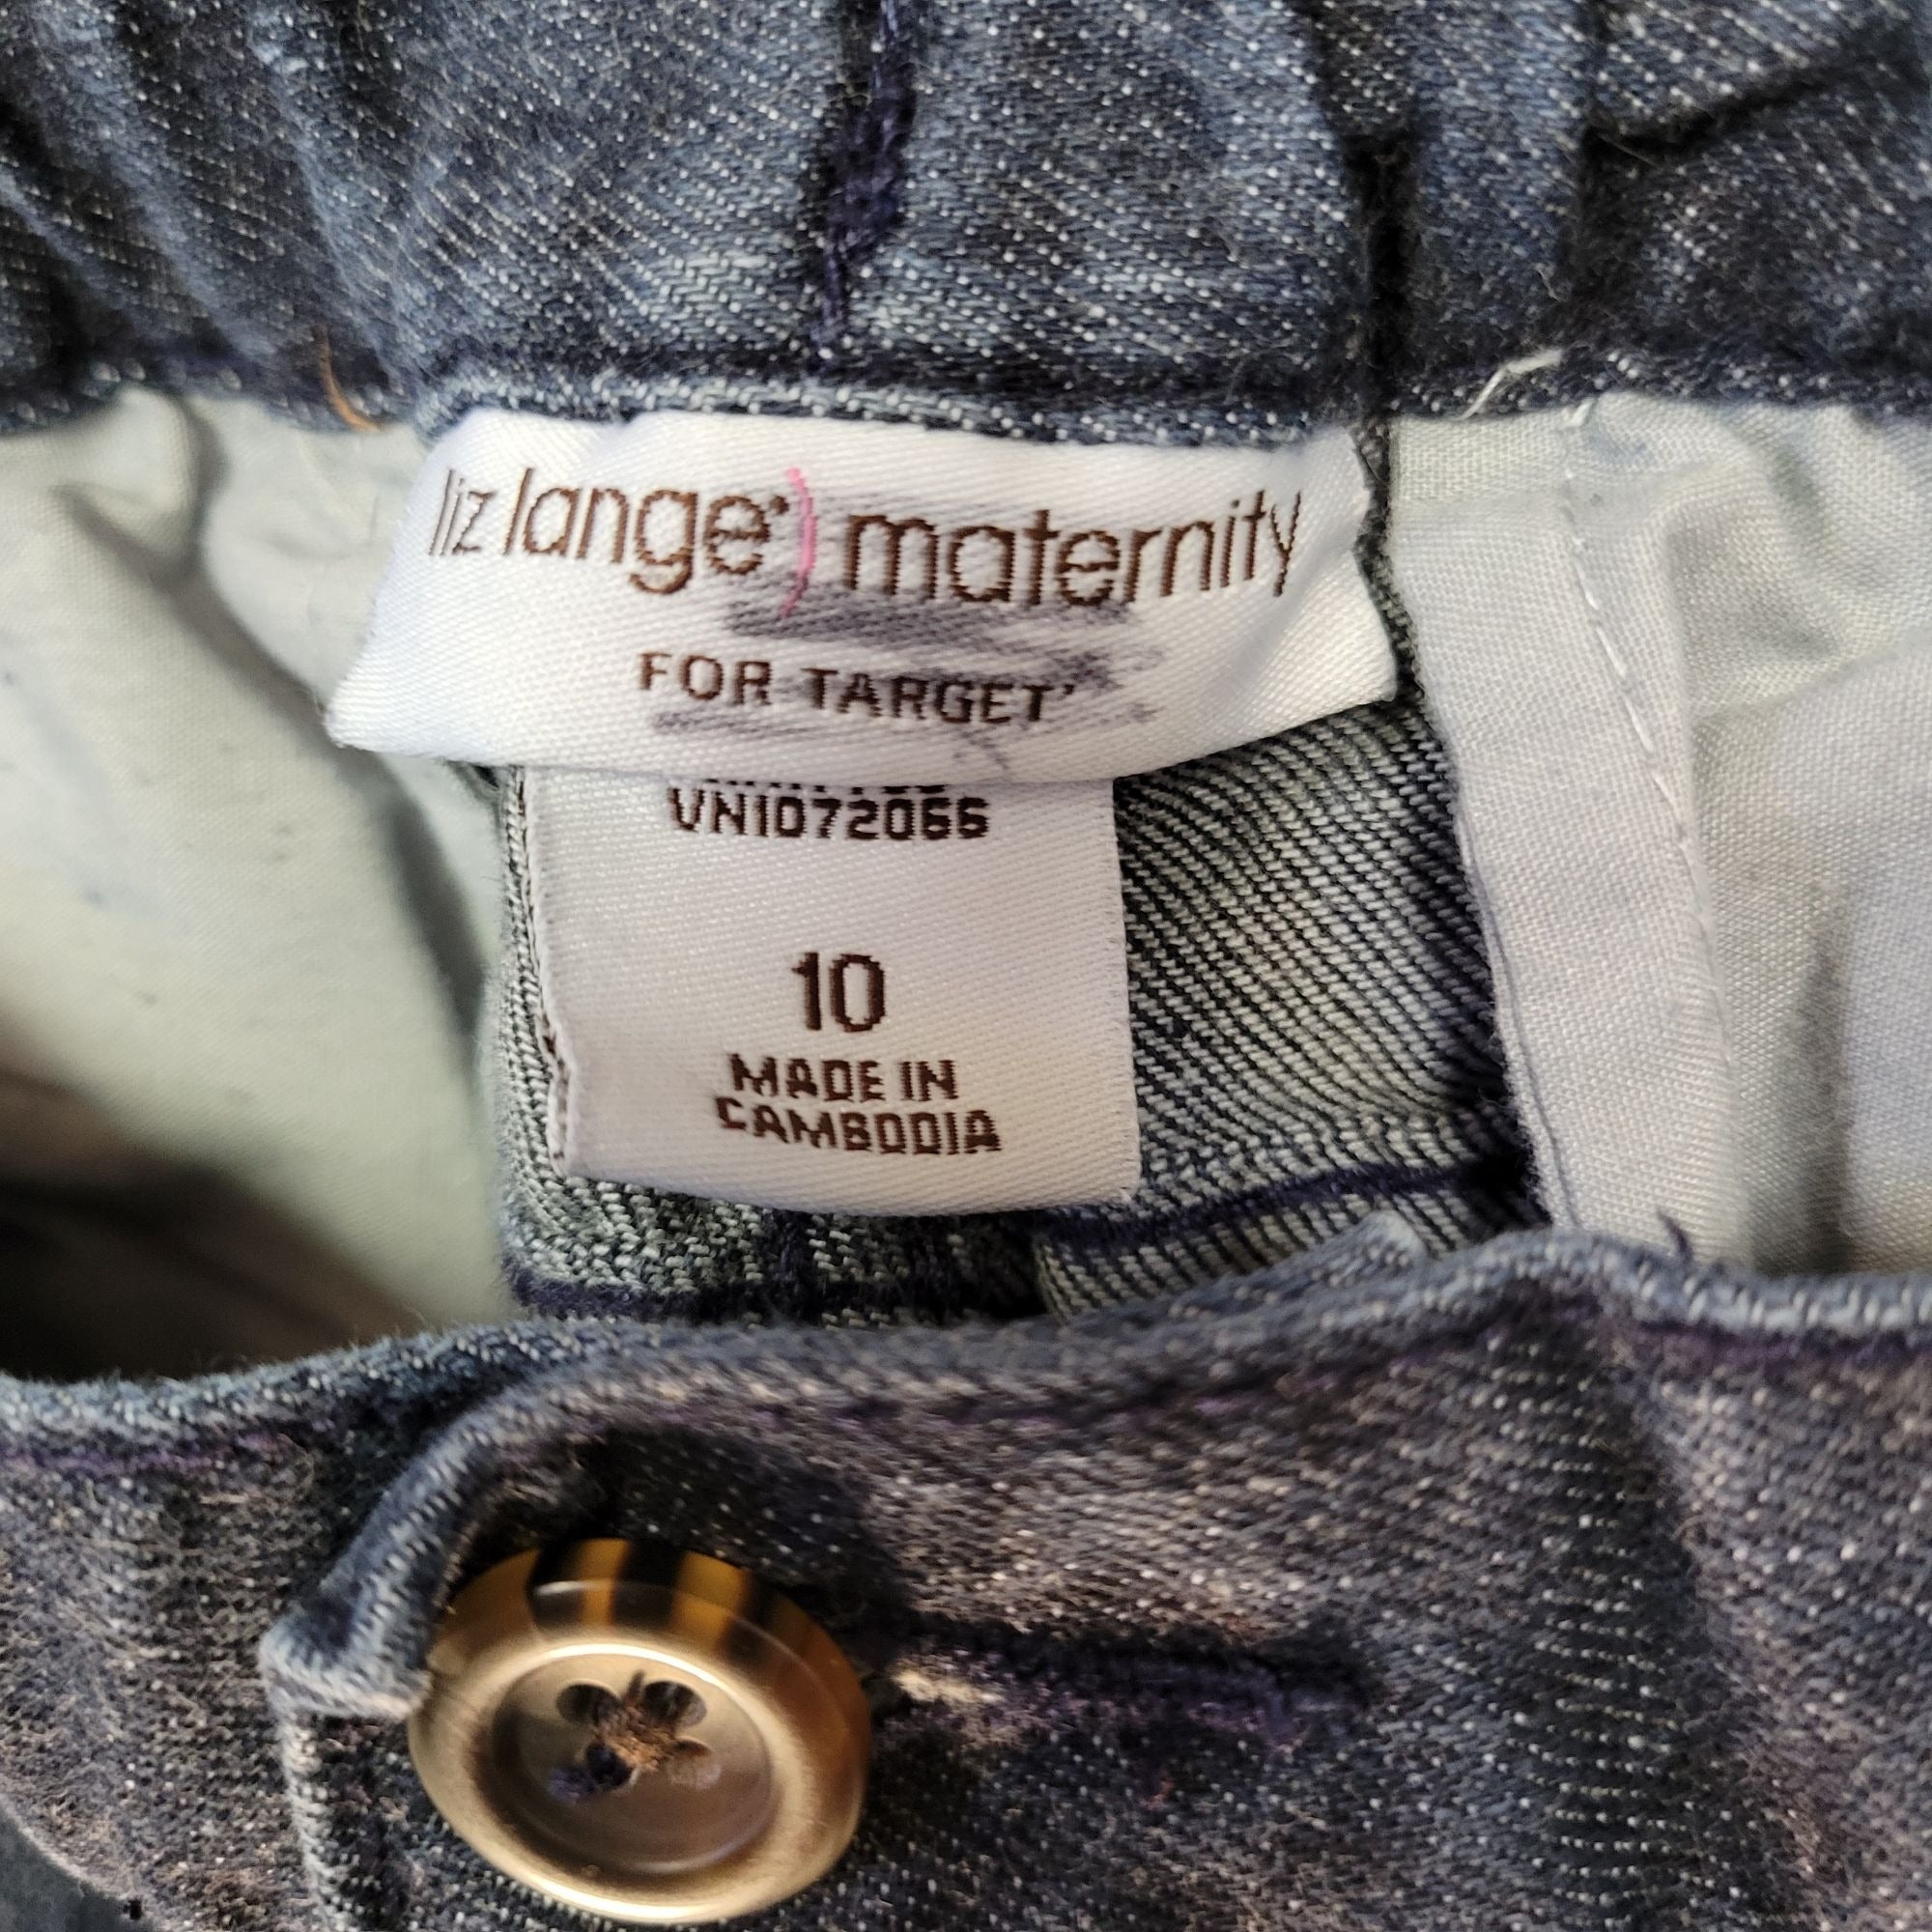 liz lange®) maternity
FOR TARGET®
VN1072066
10
MADE IN
CAMBODIA